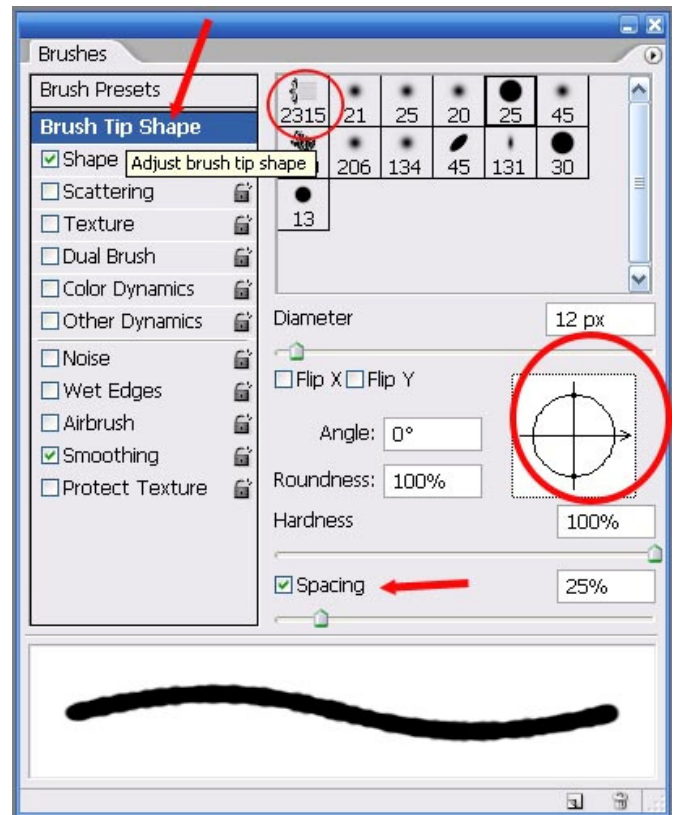 Brushes
Brush Presets
Brush Tip Shape
Shape
Adjust brush tip shape
Scattering
Texture
Dual Brush
Color Dynamics
Other Dynamics
Noise
Wet Edges
Airbrush
Smoothing
Protect Texture
2315 21 25 20 25 45
206 134 45 131 30
13
Diameter 12 px
Flip X Flip Y
Angle: 0°
Roundness: 100%
Hardness 100%
Spacing 25%